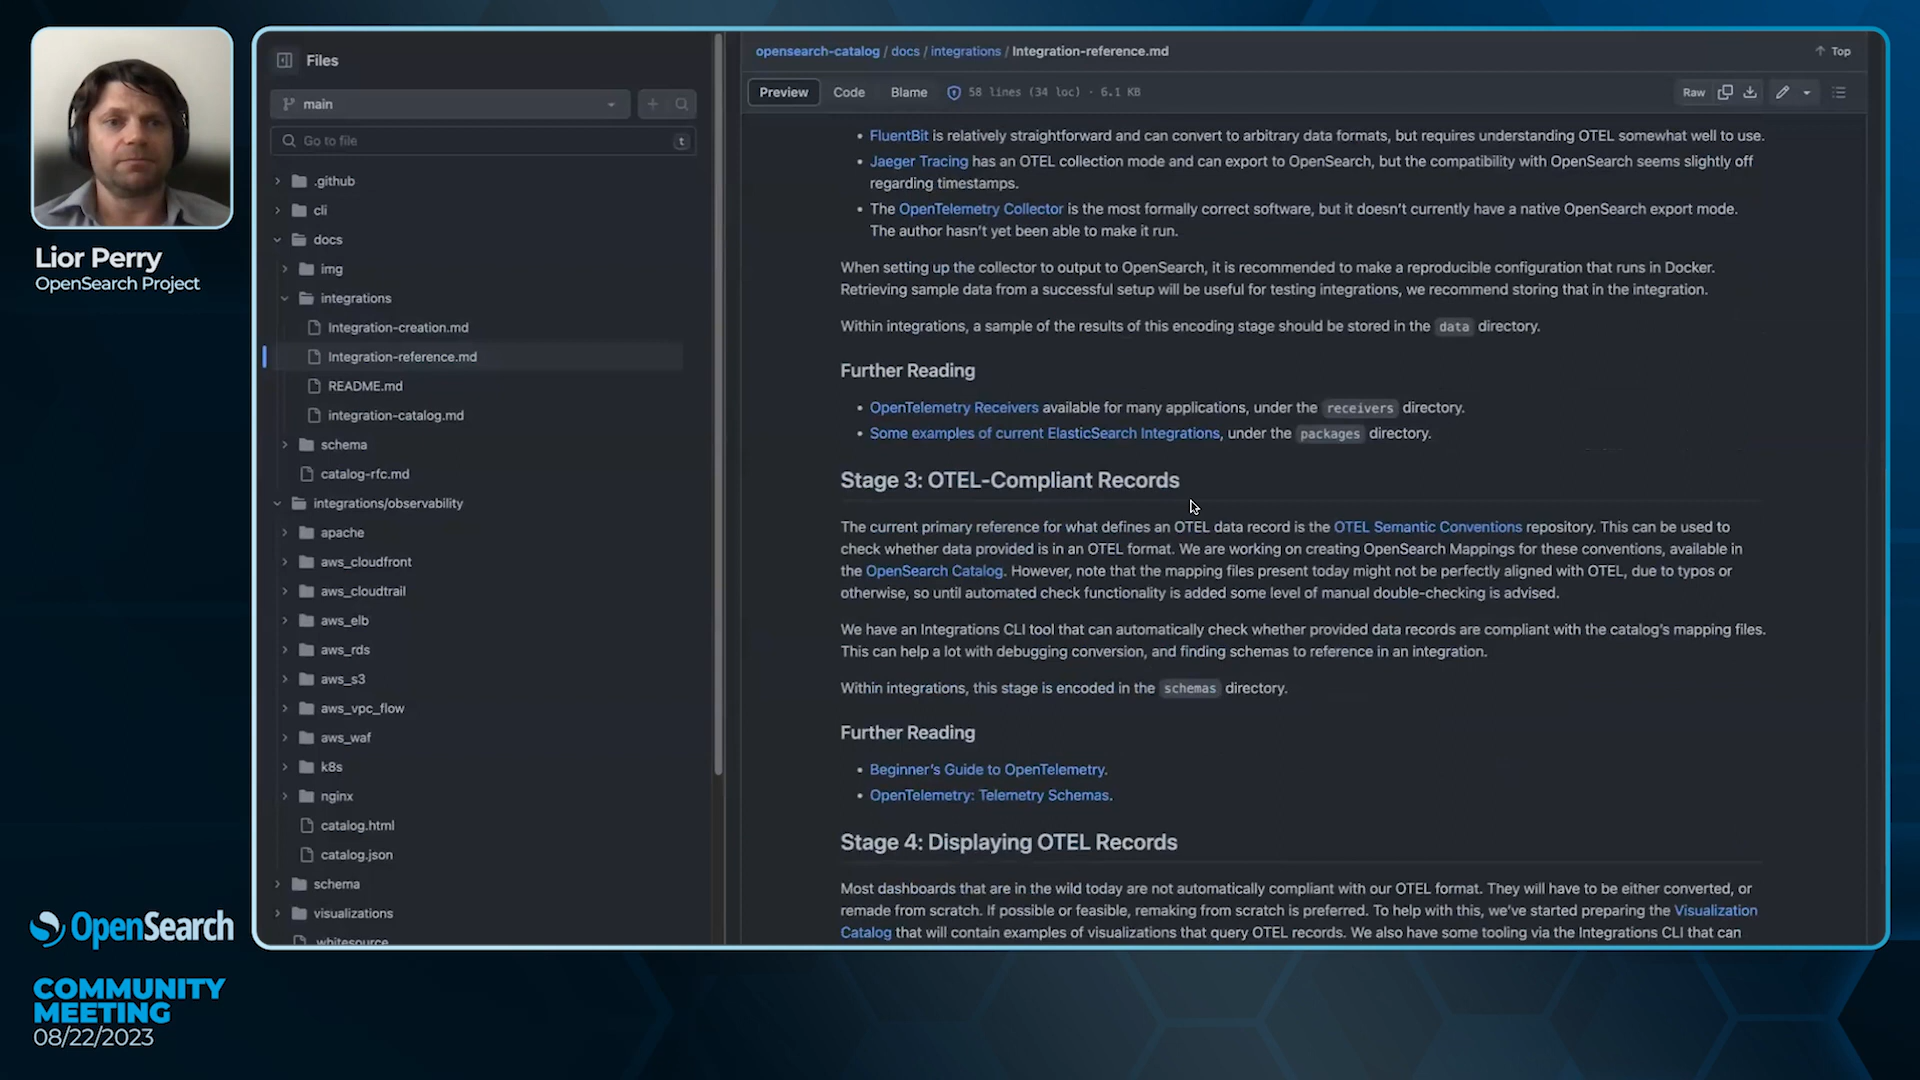 Lior Perry
OpenSearch Project
OpenSearch
COMMUNITY
MEETING
08/22/2023
Files
main
Go to file
t
.github
cli
docs
img
integrations
Integration-creation.md
Integration-reference.md
README.md
integration-catalog.md
schema
catalog-rfc.md
integrations/observability
apache
aws_cloudfront
aws_cloudtrail
aws_elb
aws_rds
aws_s3
aws_vpc_flow
aws_waf
k8s
nginx
catalog.html
catalog.json
schema
visualizations
whitesource
opensearch-catalog / docs / integrations / Integration-reference.md
Top
Preview Code Blame 58 lines (34 loc) · 6.1 KB Raw
• FluentBit is relatively straightforward and can convert to arbitrary data formats, but requires understanding OTEL somewhat well to use.
• Jaeger Tracing has an OTEL collection mode and can export to OpenSearch, but the compatibility with OpenSearch seems slightly off
regarding timestamps.
• The OpenTelemetry Collector is the most formally correct software, but it doesn't currently have a native OpenSearch export mode.
The author hasn't yet been able to make it run.
When setting up the collector to output to OpenSearch, it is recommended to make a reproducible configuration that runs in Docker.
Retrieving sample data from a successful setup will be useful for testing integrations, we recommend storing that in the integration.
Within integrations, a sample of the results of this encoding stage should be stored in the data directory.
Further Reading
• OpenTelemetry Receivers available for many applications, under the receivers directory.
• Some examples of current ElasticSearch Integrations, under the packages directory.
Stage 3: OTEL-Compliant Records
The current primary reference for what defines an OTEL data record is the OTEL Semantic Conventions repository. This can be used to
check whether data provided is in an OTEL format. We are working on creating OpenSearch Mappings for these conventions, available in
the OpenSearch Catalog. However, note that the mapping files present today might not be perfectly aligned with OTEL, due to typos or
otherwise, so until automated check functionality is added some level of manual double-checking is advised.
We have an Integrations CLI tool that can automatically check whether provided data records are compliant with the catalog's mapping files.
This can help a lot with debugging conversion, and finding schemas to reference in an integration.
Within integrations, this stage is encoded in the schemas directory.
Further Reading
• Beginner's Guide to OpenTelemetry.
• OpenTelemetry: Telemetry Schemas.
Stage 4: Displaying OTEL Records
Most dashboards that are in the wild today are not automatically compliant with our OTEL format. They will have to be either converted, or
remade from scratch. If possible or feasible, remaking from scratch is preferred. To help with this, we've started preparing the Visualization
Catalog that will contain examples of visualizations that query OTEL records. We also have some tooling via the Integrations CLI that can